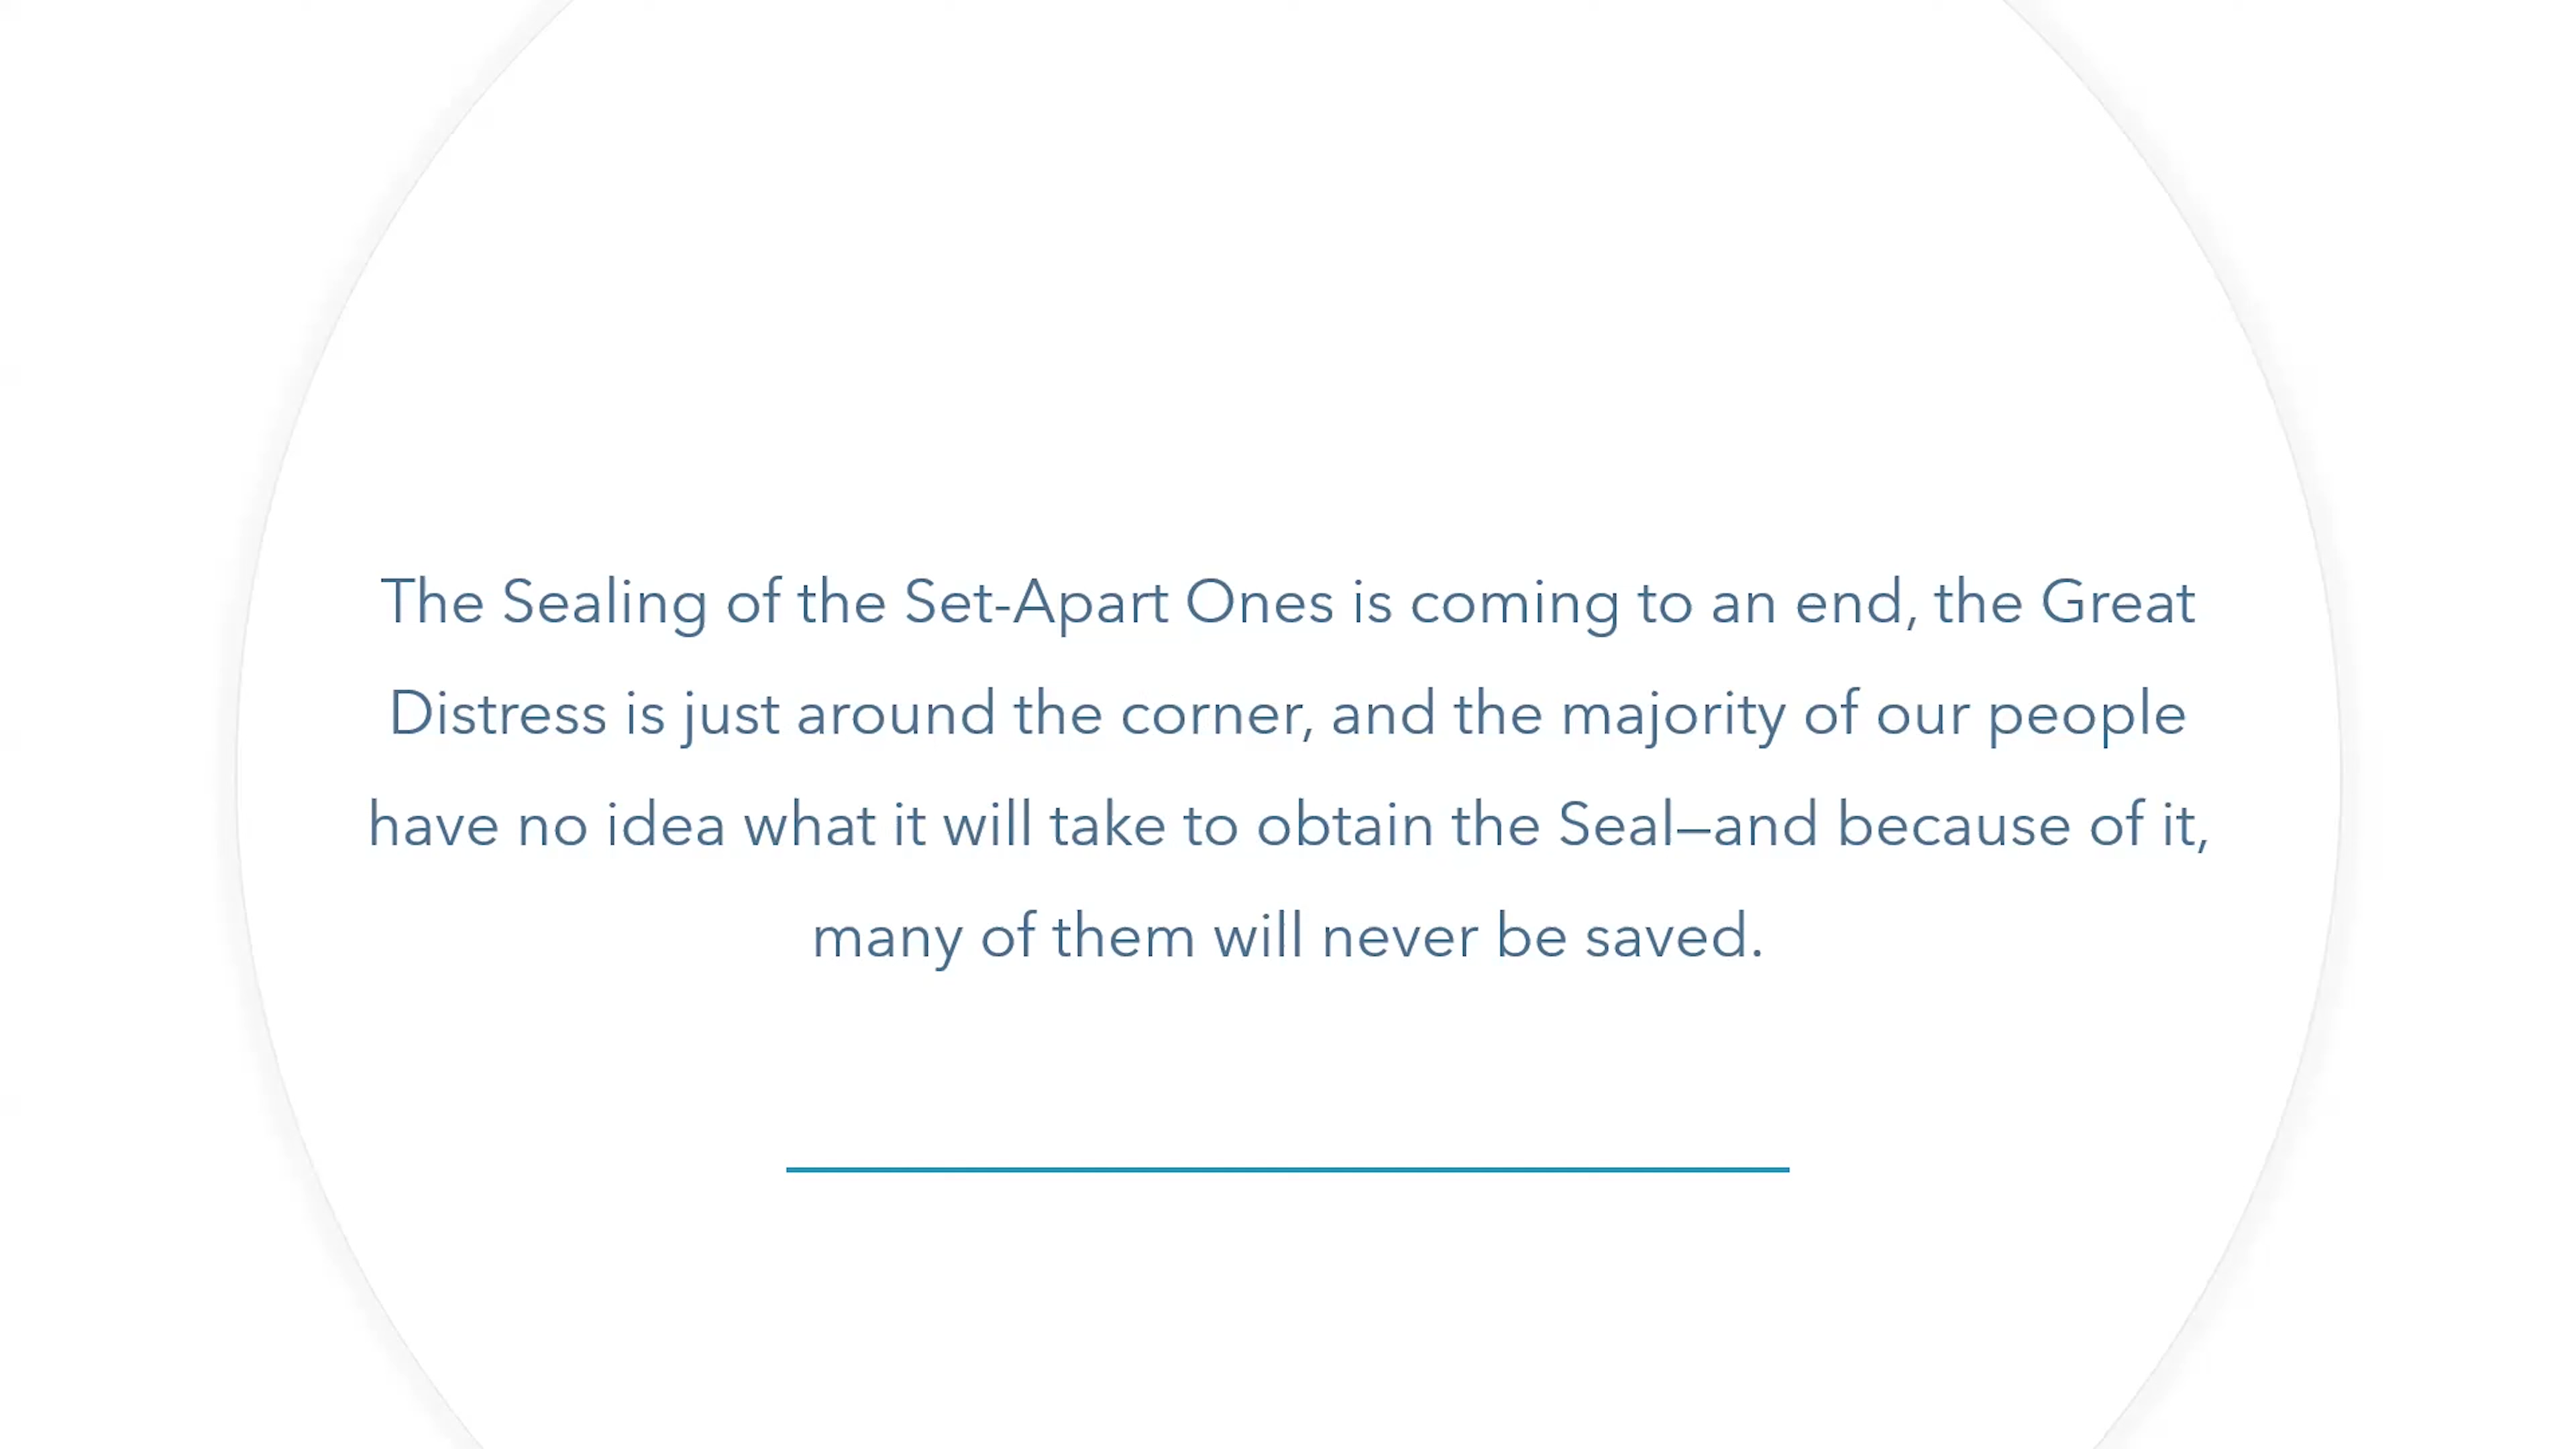 The Sealing of the Set-Apart Ones is coming to an end, the Great
Distress is just around the corner, and the majority of our people
have no idea what it will take to obtain the Seal—and because of it,
many of them will never be saved.